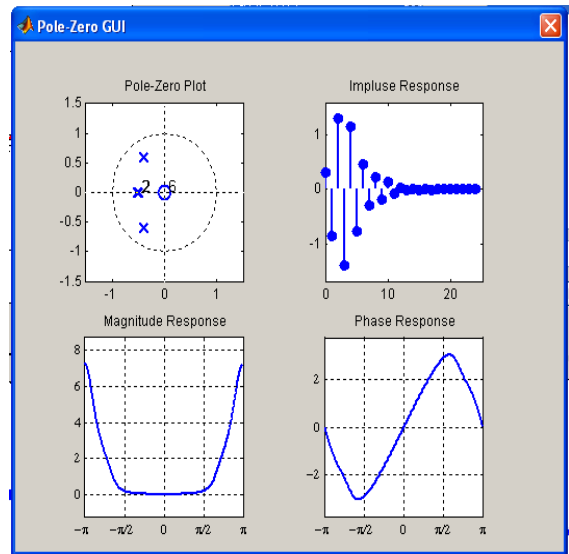 Pole-Zero GUI
Pole-Zero Plot
1.5
1
0.5
0
-0.5
-1
-1.5
-1 0 1
2 6
Impluse Response
1
0
-1
0 10 20
Magnitude Response
8
6
4
2
0
-π -π/2 0 π/2 π
Phase Response
2
0
-2
-π -π/2 0 π/2 π